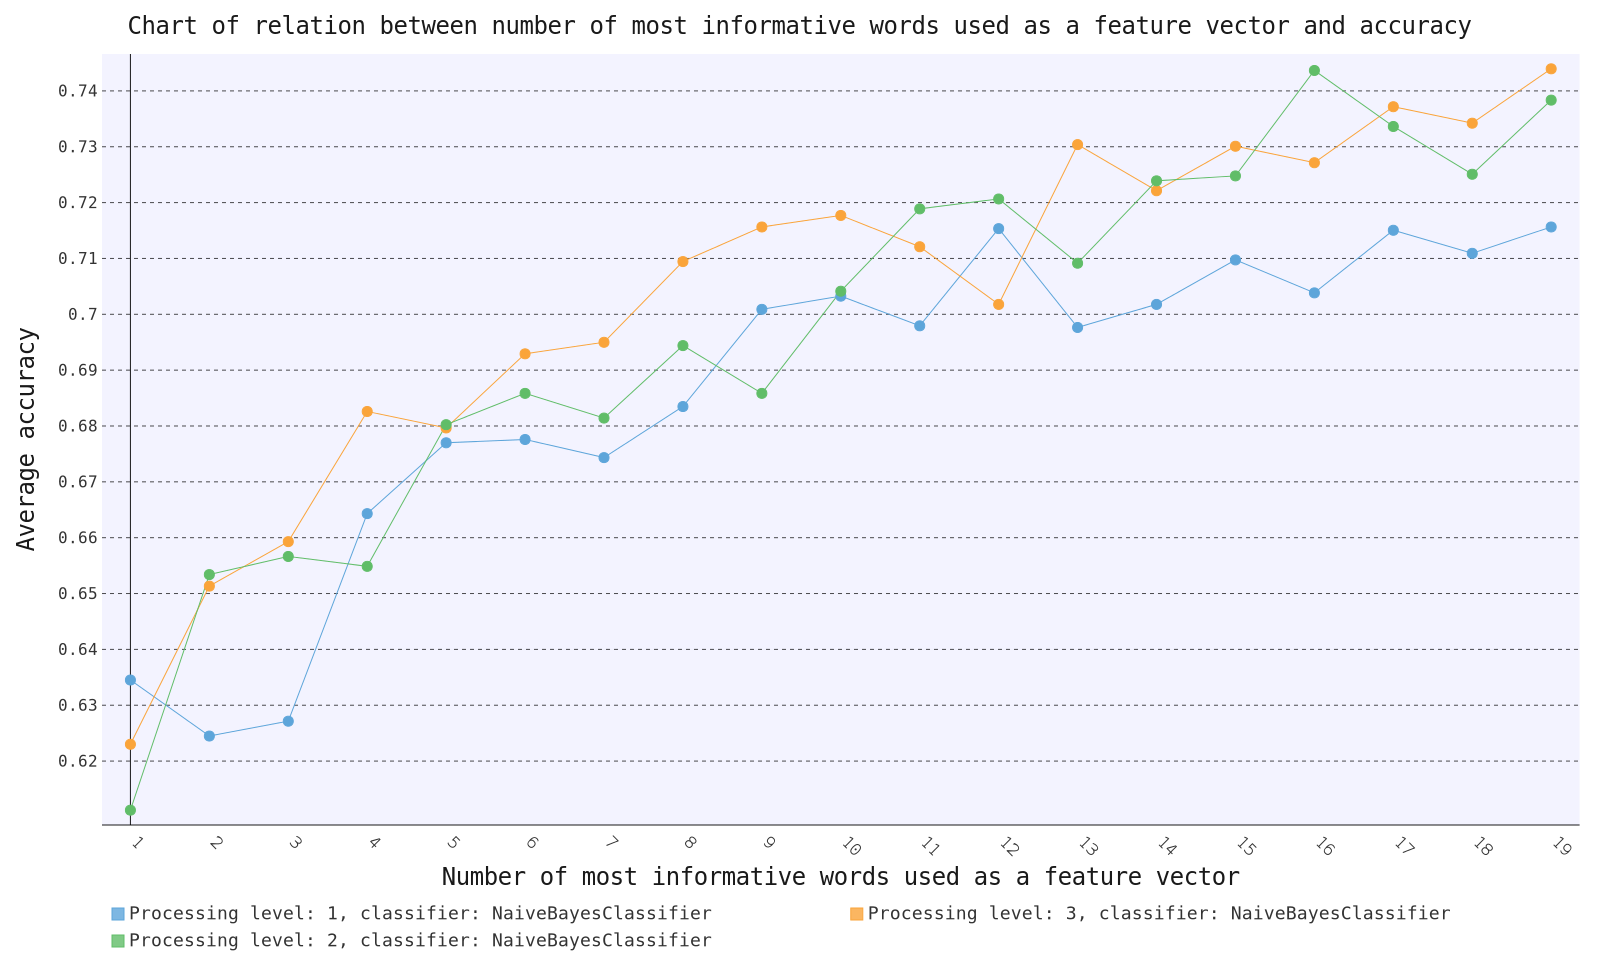 Chart of relation between number of most informative words used as a feature vector and accuracy
Average accuracy
0.74
0.73
0.72
0.71
0.7
0.69
0.68
0.67
0.66
0.65
0.64
0.63
0.62
1 2 3 4 5 6 7 8 9 10 11 12 13 14 15 16 17 18 19
Number of most informative words used as a feature vector
Processing level: 1, classifier: NaiveBayesClassifier
Processing level: 3, classifier: NaiveBayesClassifier
Processing level: 2, classifier: NaiveBayesClassifier